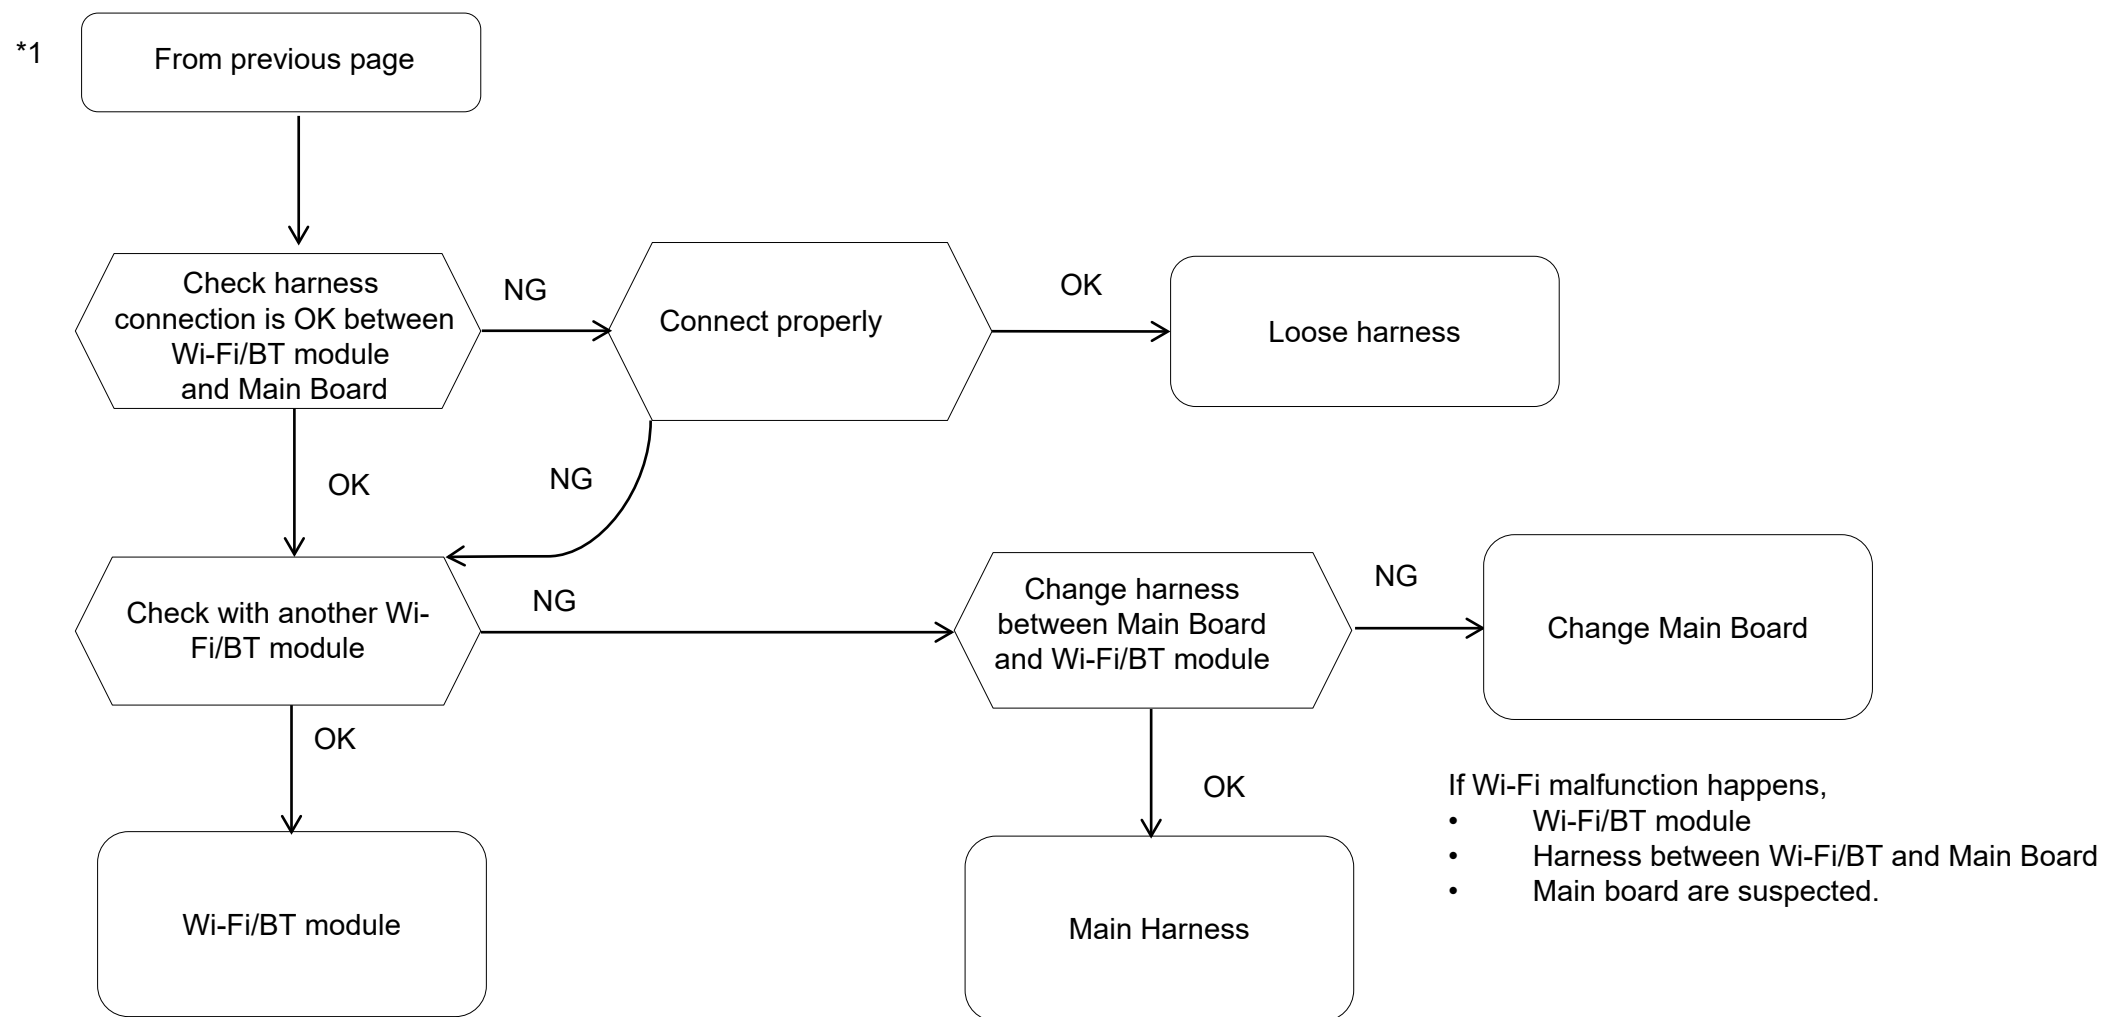 *1
From previous page
Check harness
connection is OK between
Wi-Fi/BT module
and Main Board
NG
Connect properly
OK
Loose harness
OK
NG
Check with another Wi-
Fi/BT module
NG
Change harness
between Main Board
and Wi-Fi/BT module
NG
Change Main Board
OK
OK
If Wi-Fi malfunction happens,
• Wi-Fi/BT module
• Harness between Wi-Fi/BT and Main Board
• Main board are suspected.
Wi-Fi/BT module
Main Harness